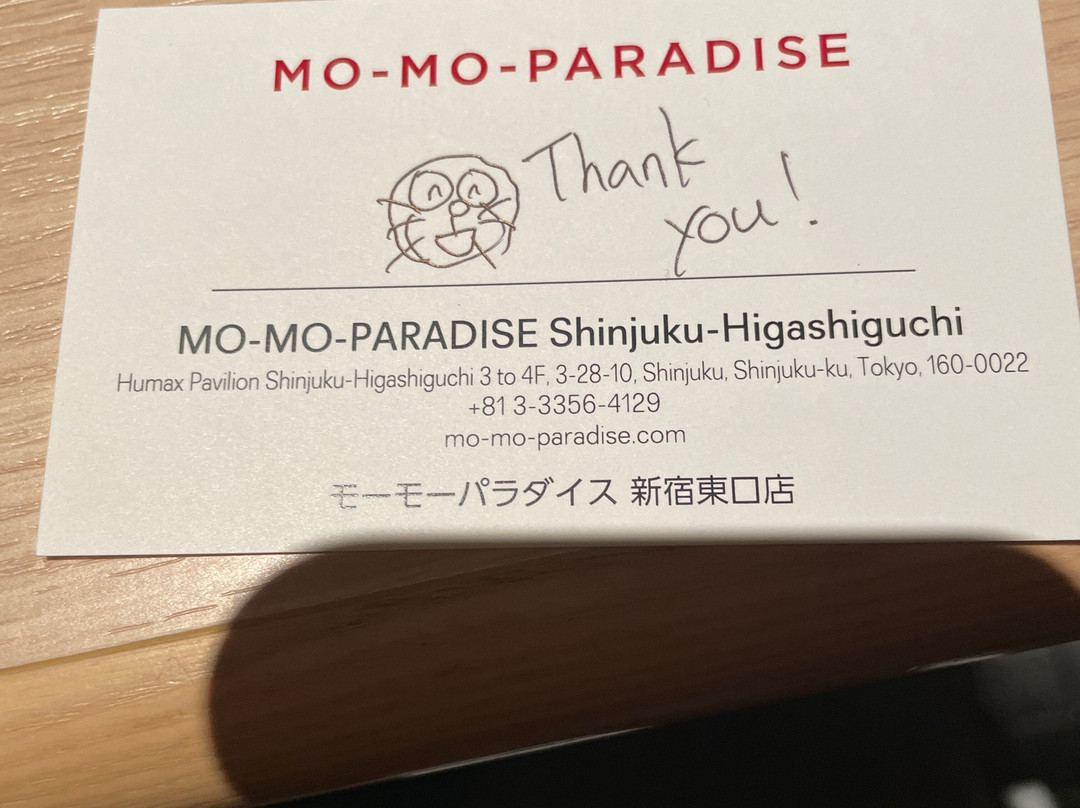 MO-MO-PARADISE
Thank
you!
MO-MO-PARADISE Shinjuku-Higashiguchi
Humax Pavilion Shinjuku-Higashiguchi 3 to 4F, 3-28-10, Shinjuku, Shinjuku-ku, Tokyo, 160-0022
+81 3-3356-4129
mo-mo-paradise.com
モーモーパラダイス 新宿東口店